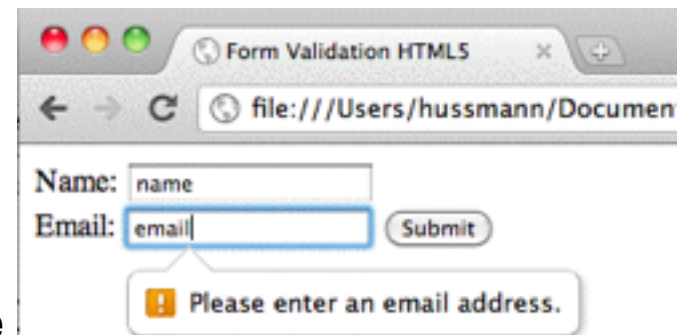 Form Validation HTML5
file:///Users/hussmann/Documen
Name: name
Email: email Submit
Please enter an email address.
e